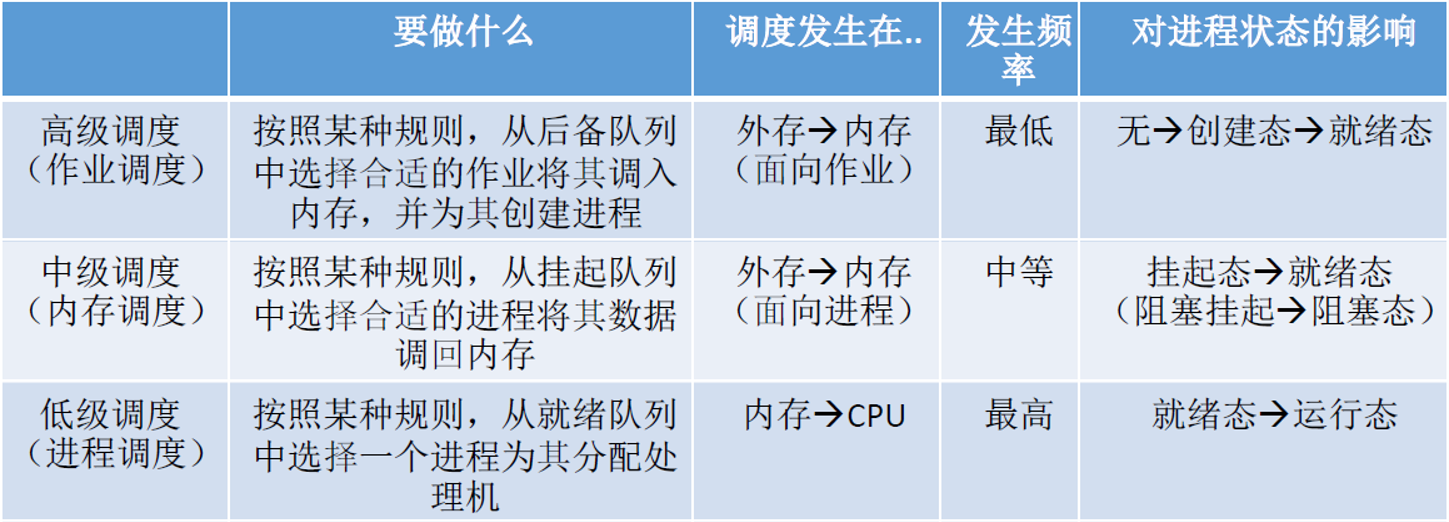 要做什么
调度发生在..
发生频
率
对进程状态的影响
高级调度
（作业调度）
按照某种规则，从后备队列
中选择合适的作业将其调入
内存，并为其创建进程
外存→内存
（面向作业）
最低
无→创建态→就绪态
中级调度
（内存调度）
按照某种规则，从挂起队列
中选择合适的进程将其数据
调回内存
外存→内存
（面向进程）
中等
挂起态→就绪态
（阻塞挂起→阻塞态）
低级调度
（进程调度）
按照某种规则，从就绪队列
中选择一个进程为其分配处
理机
内存→CPU
最高
就绪态→运行态